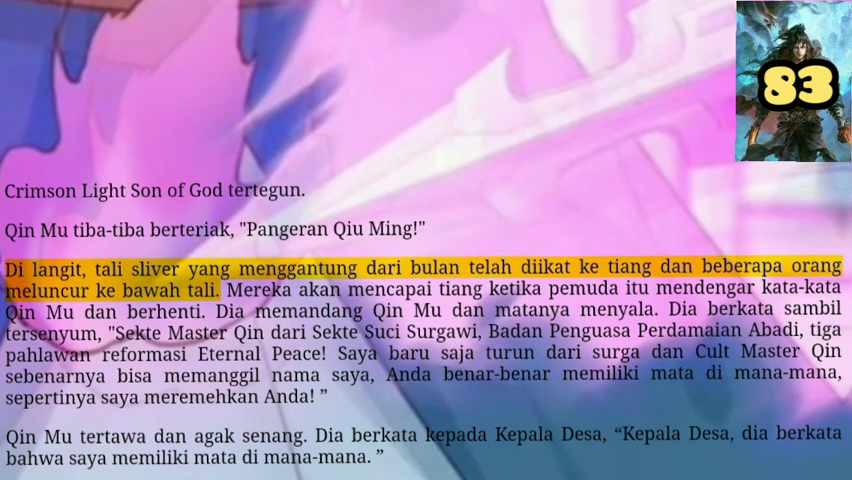 83
Crimson Light Son of God tertegun.
Qin Mu tiba-tiba berteriak, "Pangeran Qiu Ming!"
Di langit, tali sliver yang menggantung dari bulan telah diikat ke tiang dan beberapa orang
meluncur ke bawah tali. Mereka akan mencapai tiang ketika pemuda itu mendengar kata-kata
Qin Mu dan berhenti. Dia memandang Qin Mu dan matanya menyala. Dia berkata sambil
tersenyum, "Sekte Master Qin dari Sekte Suci Surgawi, Badan Penguasa Perdamaian Abadi, tiga
pahlawan reformasi Eternal Peace! Saya baru saja turun dari surga dan Cult Master Qin
sebenarnya bisa memanggil nama saya, Anda benar-benar memiliki mata di mana-mana,
sepertinya saya meremehkan Anda! ”
Qin Mu tertawa dan agak senang. Dia berkata kepada Kepala Desa, “Kepala Desa, dia berkata
bahwa saya memiliki mata di mana-mana. ”